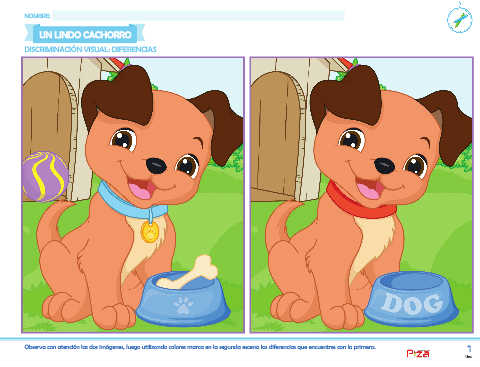 NOMBRE:
UN LINDO CACHORRO
DISCRIMINACIÓN VISUAL: DIFERENCIAS
DOG
Observa con atención las dos imágenes, luego utilizando colores marca en la segunda escena las diferencias que encuentres con la primera.
1